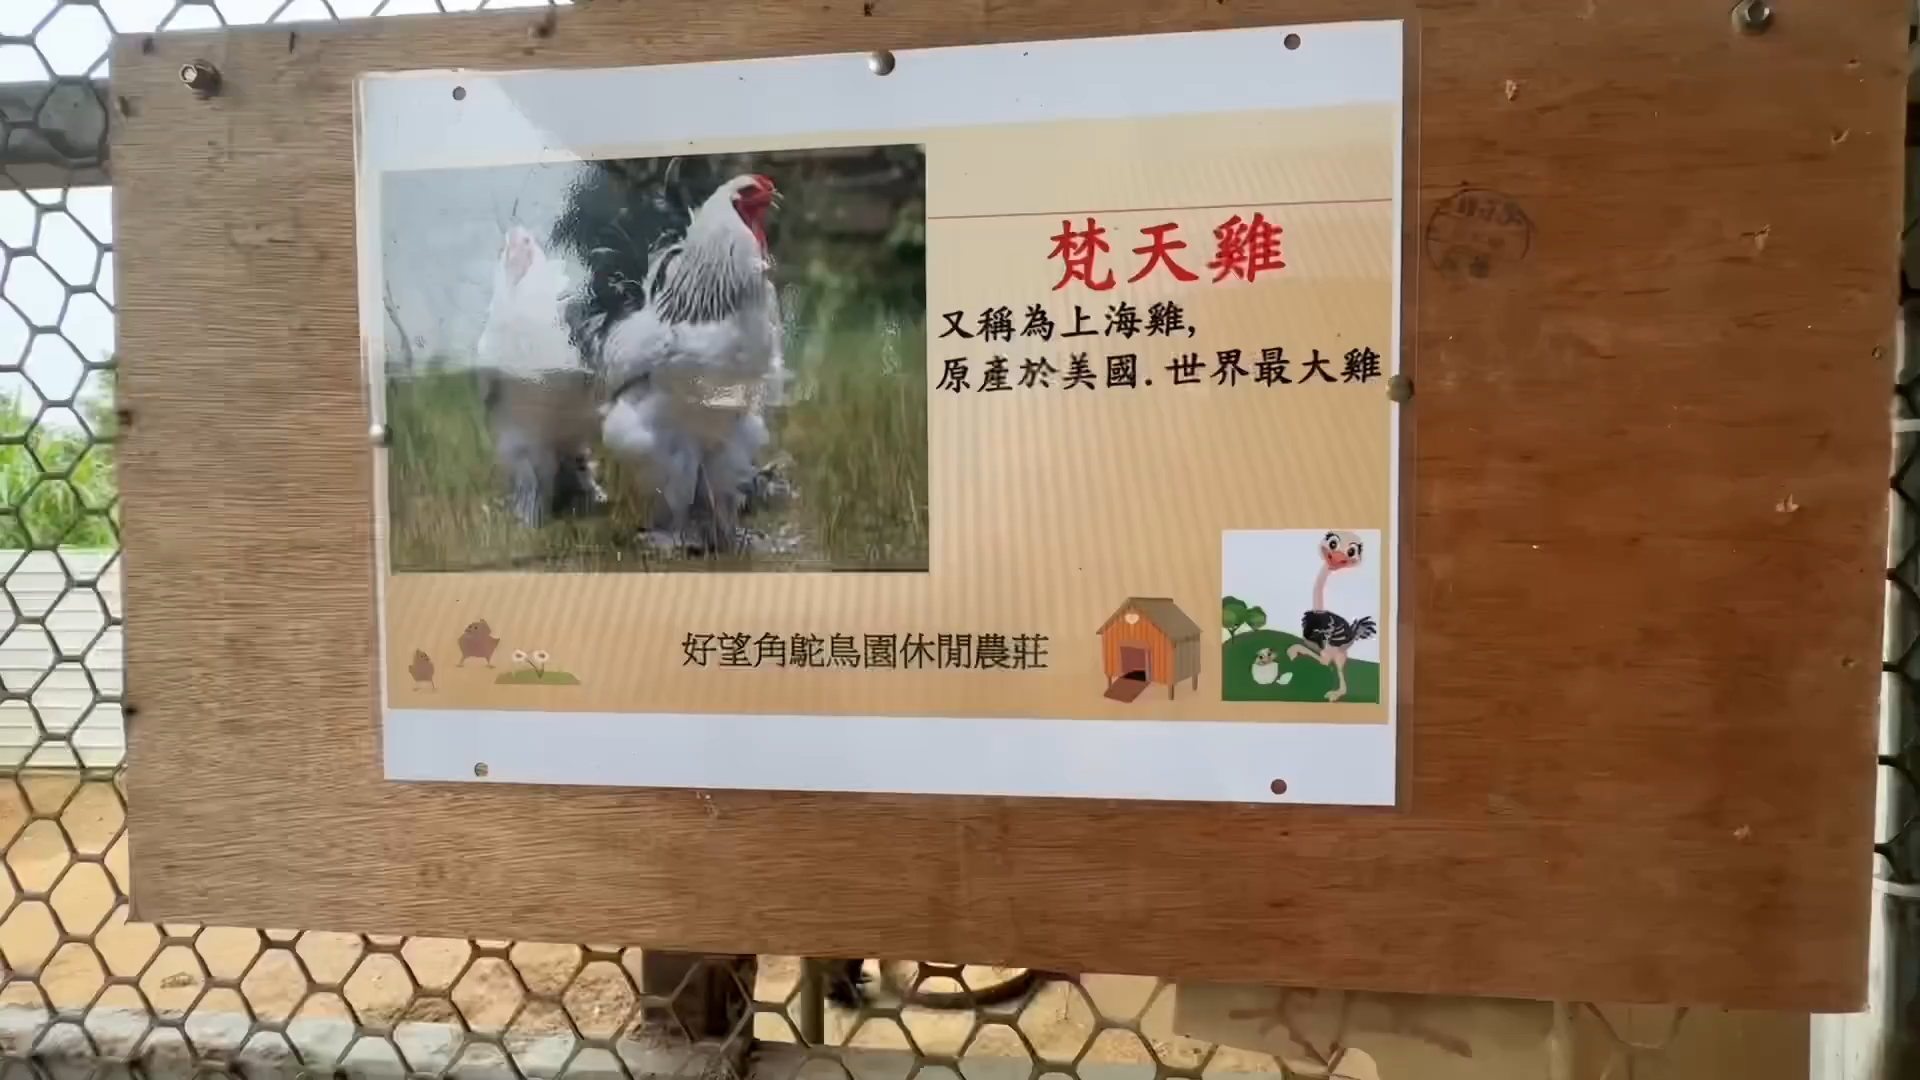 梵天雞
又稱為上海雞,
原產於美國.世界最大雞
好望角鴕鳥園休閒農莊